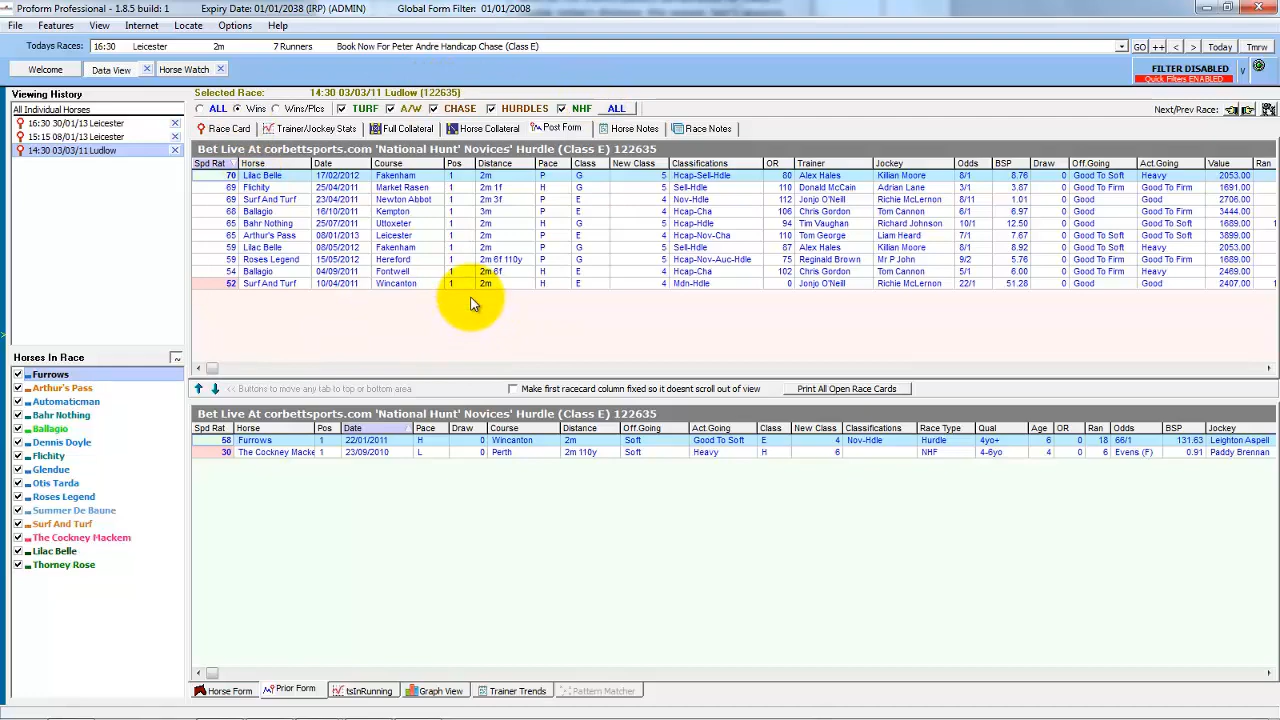 Proform Professional - 1.8.5 build: 1 Expiry Date: 01/01/2038 (IRP) (ADMIN) Global Form Filter: 01/01/2008
File Features View Internet Locate Options Help
Todays Races: 16:30 Leicester 2m 7 Runners Book Now For Peter Andre Handicap Chase (Class E) GO ++ < > Today Tmrw
Welcome Data View Horse Watch FILTER DISABLED
Quick Filters ENABLED
Viewing History Selected Race: 14:30 03/03/11 Ludlow (122635)
All Individual Horses ALL Wins Wins/Plcs TURF A/W CHASE HURDLES NHF ALL Next/Prev Race:
16:30 30/01/13 Leicester
15:15 08/01/13 Leicester
14:30 03/03/11 Ludlow
Race Card Trainer/Jockey Stats Full Collateral Horse Collateral Post Form Horse Notes Race Notes
Bet Live At corbettsports.com 'National Hunt' Novices' Hurdle (Class E) 122635
Spd Rat Horse Date Course Pos Distance Pace Class New Class Classifications OR Trainer Jockey Odds BSP Draw Off.Going Act.Going Value Ran
70 Lilac Belle 17/02/2012 Fakenham 1 2m P G 5 Hcap-Sell-Hdle 80 Alex Hales Killian Moore 8/1 8.76 0 Good To Soft Heavy 2053.00
69 Flichity 25/04/2011 Market Rasen 1 2m 1f P G 5 Sell-Hdle 110 Donald McCain Adrian Lane 3/1 3.87 0 Good To Firm Good To Firm 1691.00
69 Surf And Turf 23/04/2011 Newton Abbot 1 2m 3f P E 4 Nov-Hdle 112 Jonjo O'Neill Richie McLernon 8/11 1.01 0 Good Good 2706.00
68 Ballagio 16/10/2011 Kempton 1 3m P E 4 Hcap-Cha 106 Chris Gordon Tom Cannon 6/1 6.97 0 Good Good To Firm 3444.00
65 Bahr Nothing 25/05/2011 Uttoxeter 1 2m P G 5 Hcap-Sell-Hdle 94 Tim Vaughan Richard Johnson 10/1 12.50 0 Good Good To Soft 1689.00
65 Arthur's Pass 08/01/2013 Leicester 1 2m P E 4 Hcap-Nov-Cha 110 Tom George Liam Heard 5/1 7.67 0 Good To Soft Good To Soft 3899.00
59 Lilac Belle 08/05/2012 Fakenham 1 2m P G 5 Sell-Hdle 87 Alex Hales Killian Moore 8/1 8.92 0 Good To Soft Heavy 2053.00
59 Roses Legend 15/05/2012 Hereford 1 2m 6f 110y P G 5 Hcap-Nov-Auc-Hdle 75 Reginald Brown Mr P John 9/2 5.76 0 Good Good To Firm 1689.00
54 Ballagio 04/09/2011 Fontwell 1 2m 6f H E 4 Hcap-Cha 102 Chris Gordon Tom Cannon 5/1 6.00 0 Good Good To Firm 2469.00
52 Surf And Turf 10/04/2011 Wincanton 1 2m H E 4 Mdn-Hdle 0 Jonjo O'Neill Richie McLernon 22/1 51.28 0 Good Good 2407.00 1
Horses In Race
Furrows
Arthur's Pass
Automaticman
Bahr Nothing
Ballagio
Dennis Doyle
Flichity
Glendue
Otis Tarda
Roses Legend
Summer De Baune
Surf And Turf
The Cockney Mackem
Lilac Belle
Thorney Rose
<< Buttons to move any tab to top or bottom area Make first racecard column fixed so it doesnt scroll out of view Print All Open Race Cards
Bet Live At corbettsports.com 'National Hunt' Novices' Hurdle (Class E) 122635
Spd Rat Horse Pos Date Pace Draw Course Distance Off.Going Act.Going Class New Class Classifications Race Type Qual Age OR Ran Odds BSP Jockey
58 Furrows 1 22/01/2011 H 0 Wincanton 2m Soft Good To Soft E 4 Nov-Hdle Hurdle 4yo+ 6 0 18 66/1 131.63 Leighton Aspell
30 The Cockney Macke 1 23/09/2010 L 0 Perth 2m 110y Soft Heavy H 6 NHF 4-6yo 4 0 6 Evens (F) 0.91 Paddy Brennan
Horse Form Prior Form tsInRunning Graph View Trainer Trends Pattern Matcher